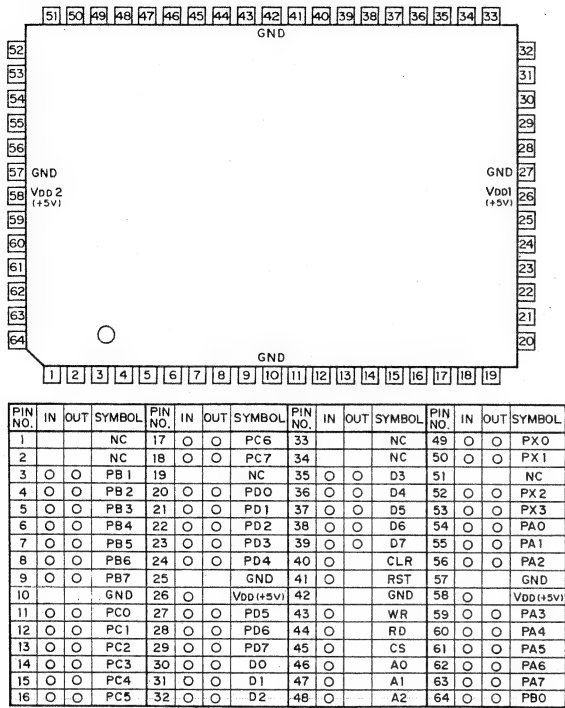 51 50 49 48 47 46 45 44 43 42 41 40 39 38 37 36 35 34 33
GND
52 32
53 31
54 30
55 29
56 28
57 GND GND 27
58 VDD2 (+5V) VDD1 (+5V) 26
59 25
60 24
61 23
62 22
63 21
64 20
GND
1 2 3 4 5 6 7 8 9 10 11 12 13 14 15 16 17 18 19
PIN NO. IN OUT SYMBOL PIN NO. IN OUT SYMBOL PIN NO. IN OUT SYMBOL PIN NO. IN OUT SYMBOL
1 NC 17 O O PC6 33 NC 49 O O PX0
2 NC 18 O O PC7 34 NC 50 O O PX1
3 O O PB1 19 NC 35 O O D3 51 NC
4 O O PB2 20 O O PD0 36 O O D4 52 O O PX2
5 O O PB3 21 O O PD1 37 O O D5 53 O O PX3
6 O O PB4 22 O O PD2 38 O O D6 54 O O PA0
7 O O PB5 23 O O PD3 39 O O D7 55 O O PA1
8 O O PB6 24 O O PD4 40 O CLR 56 O O PA2
9 O O PB7 25 GND 41 O RST 57 GND
10 GND 26 O VDD(+5V) 42 GND 58 O VDD(+5V)
11 O O PC0 27 O O PD5 43 O WR 59 O O PA3
12 O O PC1 28 O O PD6 44 O RD 60 O O PA4
13 O O PC2 29 O O PD7 45 O CS 61 O O PA5
14 O O PC3 30 O O D0 46 O A0 62 O O PA6
15 O O PC4 31 O O D1 47 O A1 63 O O PA7
16 O O PC5 32 O O D2 48 O A2 64 O O PB0